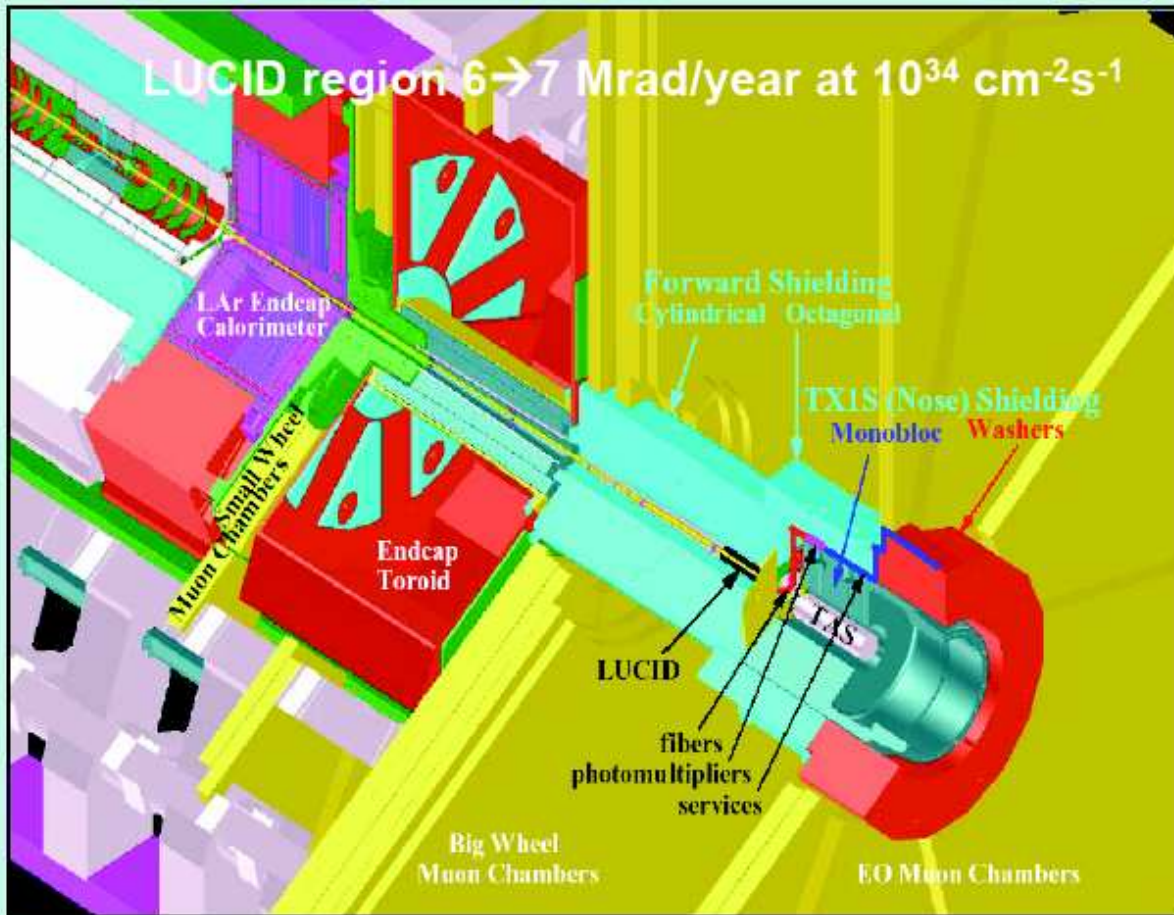 LUCID region 6→7 Mrad/year at 10³⁴ cm⁻²s⁻¹
LAr Endcap
Calorimeter
Forward Shielding
Cylindrical Octagonal
TX1S (Nose) Shielding
Monobloc Washers
Small Wheel
Muon Chambers
Endcap
Toroid
TAS
LUCID
fibers
photomultipliers
services
Big Wheel
Muon Chambers
EO Muon Chambers